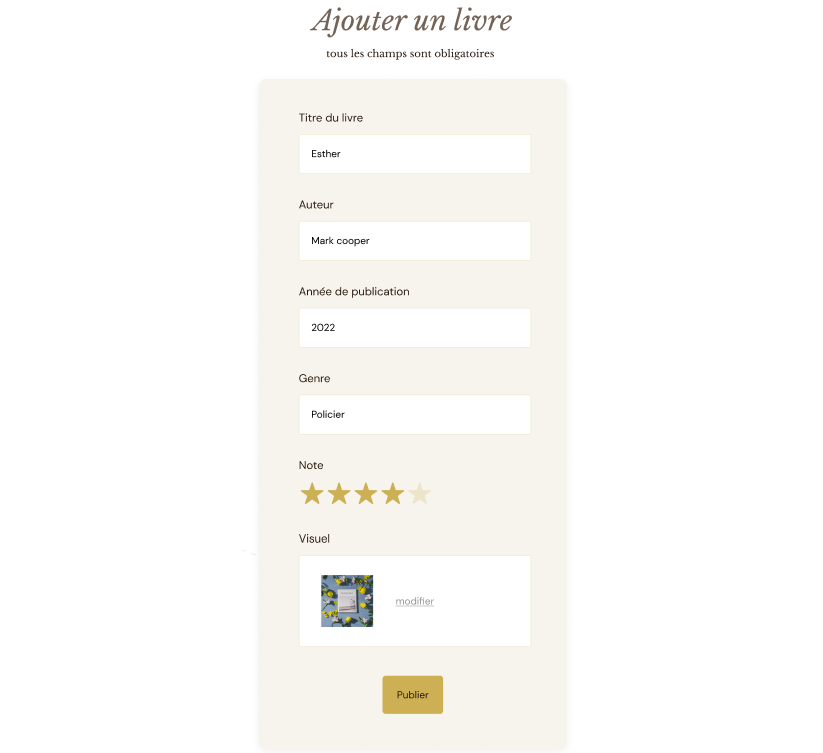 Ajouter un livre
tous les champs sont obligatoires
Titre du livre
Esther
Auteur
Mark cooper
Année de publication
2022
Genre
Policier
Note
Visuel
modifier
Publier